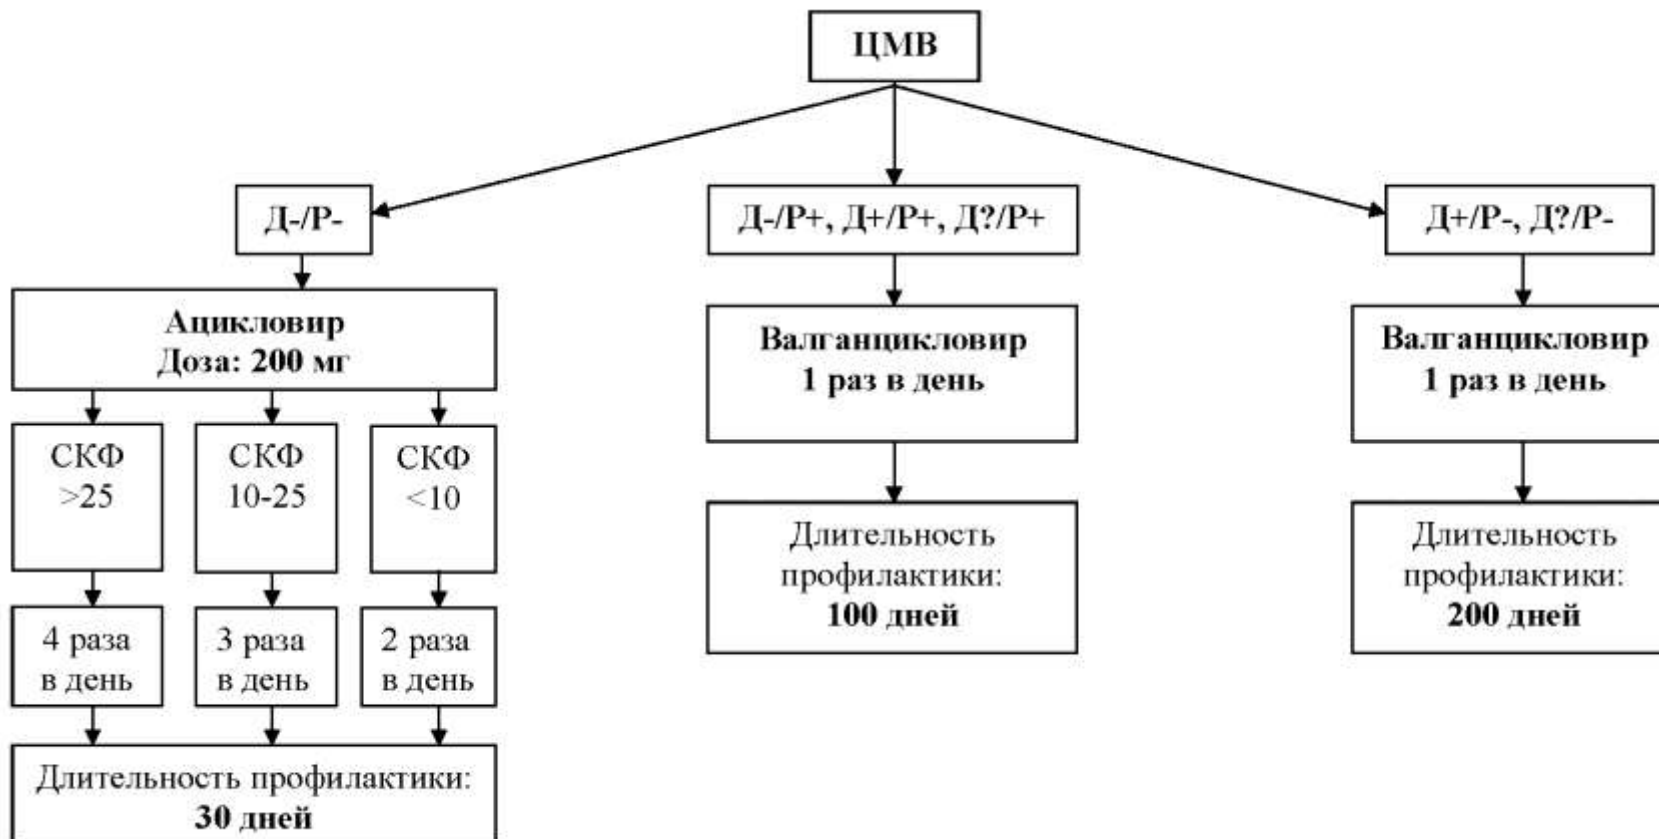 ЦМВ
Д-/Р-
Д-/Р+, Д+/Р+, Д?/Р+
Д+/Р-, Д?/Р-
Ацикловир
Доза: 200 мг
Валганцикловир
1 раз в день
Валганцикловир
1 раз в день
СКФ
>25
СКФ
10-25
СКФ
<10
Длительность
профилактики:
100 дней
Длительность
профилактики:
200 дней
4 раза
в день
3 раза
в день
2 раза
в день
Длительность профилактики:
30 дней